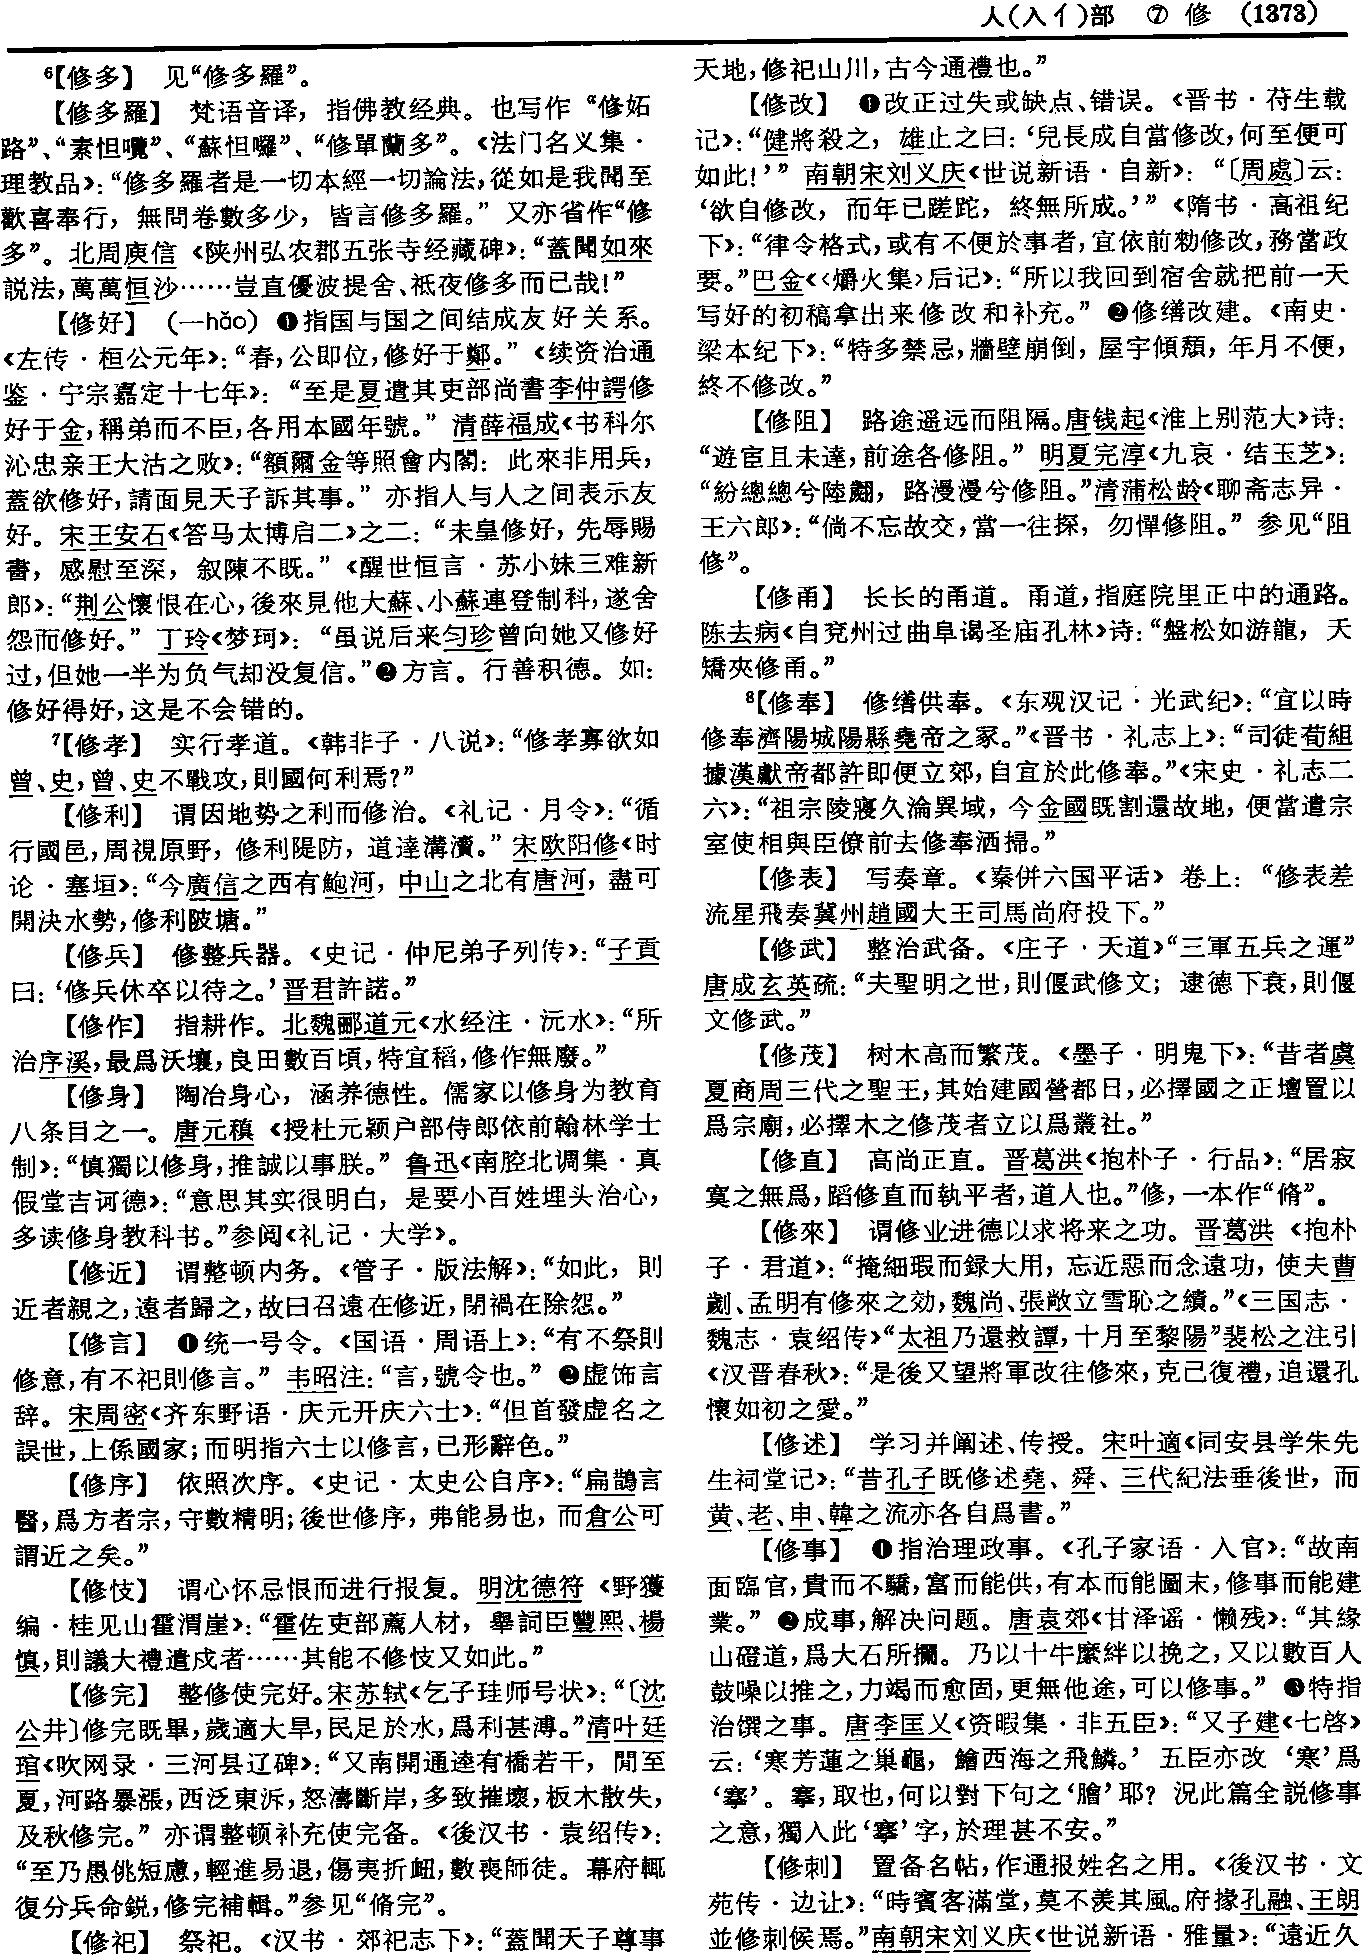 人(入亻)部　⑦ 修　(1373)
⁶【修多】　见“修多羅”。
【修多羅】　梵语音译，指佛教经典。也写作“修妬
路”、“素怛囕”、“蘇怛囉”、“修單蘭多”。《法门名义集·
理教品》：“修多羅者是一切本經一切論法，從如是我聞至
歡喜奉行，無問卷數多少，皆言修多羅。”又亦省作“修
多”。北周庾信《陕州弘农郡五张寺经藏碑》：“蓋聞如來
説法，萬萬恒沙……豈直優波提舍、祇夜修多而已哉！”
【修好】　(—hǎo) ❶指国与国之间结成友好关系。
《左传·桓公元年》：“春，公即位，修好于鄭。”《续资治通
鉴·宁宗嘉定十七年》：“至是夏遣其吏部尚書李仲諤修
好于金，稱弟而不臣，各用本國年號。”清薛福成《书科尔
沁忠亲王大沽之败》：“額爾金等照會内閣：此來非用兵，
蓋欲修好，請面見天子訴其事。”亦指人与人之间表示友
好。宋王安石《答马太博启二》之二：“未皇修好，先辱賜
書，感慰至深，叙陳不既。”《醒世恒言·苏小妹三难新
郎》：“荆公懷恨在心，後來見他大蘇、小蘇連登制科，遂舍
怨而修好。”丁玲《梦珂》：“虽说后来匀珍曾向她又修好
过，但她一半为负气却没复信。”❷方言。行善积德。如：
修好得好，这是不会错的。
⁷【修孝】　实行孝道。《韩非子·八说》：“修孝寡欲如
曾、史，曾、史不戰攻，則國何利焉？”
【修利】　谓因地势之利而修治。《礼记·月令》：“循
行國邑，周視原野，修利隄防，道達溝瀆。”宋欧阳修《时
论·塞垣》：“今廣信之西有鮑河，中山之北有唐河，盡可
開決水勢，修利陂塘。”
【修兵】　修整兵器。《史记·仲尼弟子列传》：“子貢
曰：‘修兵休卒以待之。’晋君許諾。”
【修作】　指耕作。北魏郦道元《水经注·沅水》：“所
治序溪，最爲沃壤，良田數百頃，特宜稻，修作無廢。”
【修身】　陶冶身心，涵养德性。儒家以修身为教育
八条目之一。唐元稹《授杜元颖户部侍郎依前翰林学士
制》：“慎獨以修身，推誠以事朕。”鲁迅《南腔北调集·真
假堂吉诃德》：“意思其实很明白，是要小百姓埋头治心，
多读修身教科书。”参阅《礼记·大学》。
【修近】　谓整顿内务。《管子·版法解》：“如此，則
近者親之，遠者歸之，故曰召遠在修近，閉禍在除怨。”
【修言】　❶统一号令。《国语·周语上》：“有不祭則
修意，有不祀則修言。”韦昭注：“言，號令也。”❷虚饰言
辞。宋周密《齐东野语·庆元开庆六士》：“但首發虚名之
誤世，上係國家；而明指六士以修言，已形辭色。”
【修序】　依照次序。《史记·太史公自序》：“扁鵲言
醫，爲方者宗，守數精明；後世修序，弗能易也，而倉公可
謂近之矣。”
【修忮】　谓心怀忌恨而进行报复。明沈德符《野獲
编·桂见山霍渭崖》：“霍佐吏部薦人材，舉詞臣豐熙、楊
慎，則議大禮遣戍者……其能不修忮又如此。”
【修完】　整修使完好。宋苏轼《乞子珪师号状》：“〔沈
公井〕修完既畢，歲適大旱，民足於水，爲利甚溥。”清叶廷
琯《吹网录·三河县辽碑》：“又南開通逵有橋若干，閒至
夏，河路暴漲，西泛東泝，怒濤斷岸，多致摧壞，板木散失，
及秋修完。”亦谓整顿补充使完备。《後汉书·袁绍传》：
“至乃愚佻短慮，輕進易退，傷夷折衄，數喪師徒。幕府輒
復分兵命鋭，修完補輯。”参见“脩完”。
【修祀】　祭祀。《汉书·郊祀志下》：“蓋聞天子尊事
天地，修祀山川，古今通禮也。”
【修改】　❶改正过失或缺点、错误。《晋书·苻生载
记》：“健將殺之，雄止之曰：‘兒長成自當修改，何至便可
如此！’”南朝宋刘义庆《世说新语·自新》：“〔周處〕云：
‘欲自修改，而年已蹉跎，終無所成。’”《隋书·高祖纪
下》：“律令格式，或有不便於事者，宜依前勑修改，務當政
要。”巴金《〈爝火集〉后记》：“所以我回到宿舍就把前一天
写好的初稿拿出来修改和补充。”❷修缮改建。《南史·
梁本纪下》：“特多禁忌，牆壁崩倒，屋宇傾頽，年月不便，
終不修改。”
【修阻】　路途遥远而阻隔。唐钱起《淮上别范大》诗：
“遊宦且未達，前途各修阻。”明夏完淳《九哀·结玉芝》：
“紛總總兮陸離，路漫漫兮修阻。”清蒲松龄《聊斋志异·
王六郎》：“倘不忘故交，當一往探，勿憚修阻。”参见“阻
修”。
【修甬】　长长的甬道。甬道，指庭院里正中的通路。
陈去病《自兖州过曲阜谒圣庙孔林》诗：“盤松如游龍，夭
矯夾修甬。”
⁸【修奉】　修缮供奉。《东观汉记·光武纪》：“宜以時
修奉濟陽城陽縣堯帝之冢。”《晋书·礼志上》：“司徒荀組
據漢獻帝都許即便立郊，自宜於此修奉。”《宋史·礼志二
六》：“祖宗陵寢久淪異域，今金國既割還故地，便當遣宗
室使相與臣僚前去修奉洒掃。”
【修表】　写奏章。《秦併六国平话》卷上：“修表差
流星飛奏冀州趙國大王司馬尚府投下。”
【修武】　整治武备。《庄子·天道》“三軍五兵之運”
唐成玄英疏：“夫聖明之世，則偃武修文；逮德下衰，則偃
文修武。”
【修茂】　树木高而繁茂。《墨子·明鬼下》：“昔者虞
夏商周三代之聖王，其始建國營都日，必擇國之正壇置以
爲宗廟，必擇木之修茂者立以爲叢社。”
【修直】　高尚正直。晋葛洪《抱朴子·行品》：“居寂
寞之無爲，蹈修直而執平者，道人也。”修，一本作“脩”。
【修來】　谓修业进德以求将来之功。晋葛洪《抱朴
子·君道》：“掩細瑕而録大用，忘近惡而念遠功，使夫曹
劌、孟明有修來之効，魏尚、張敞立雪恥之績。”《三国志·
魏志·袁绍传》“太祖乃還救譚，十月至黎陽”裴松之注引
《汉晋春秋》：“是後又望將軍改往修來，克己復禮，追還孔
懷如初之愛。”
【修述】　学习并阐述、传授。宋叶適《同安县学朱先
生祠堂记》：“昔孔子既修述堯、舜、三代紀法垂後世，而
黄、老、申、韓之流亦各自爲書。”
【修事】　❶指治理政事。《孔子家语·入官》：“故南
面臨官，貴而不驕，富而能供，有本而能圖末，修事而能建
業。”❷成事，解决问题。唐袁郊《甘泽谣·懒残》：“其緣
山磴道，爲大石所攔。乃以十牛縻絆以挽之，又以數百人
鼓噪以推之，力竭而愈固，更無他途，可以修事。”❸特指
治馔之事。唐李匡乂《资暇集·非五臣》：“又子建《七啓》
云：‘寒芳蓮之巢龜，鱠西海之飛鱗。’五臣亦改‘寒’爲
‘搴’。搴，取也，何以對下句之‘膾’耶？況此篇全説修事
之意，獨入此‘搴’字，於理甚不安。”
【修刺】　置备名帖，作通报姓名之用。《後汉书·文
苑传·边让》：“時賓客滿堂，莫不羨其風。府掾孔融、王朗
並修刺候焉。”南朝宋刘义庆《世说新语·雅量》：“遠近久